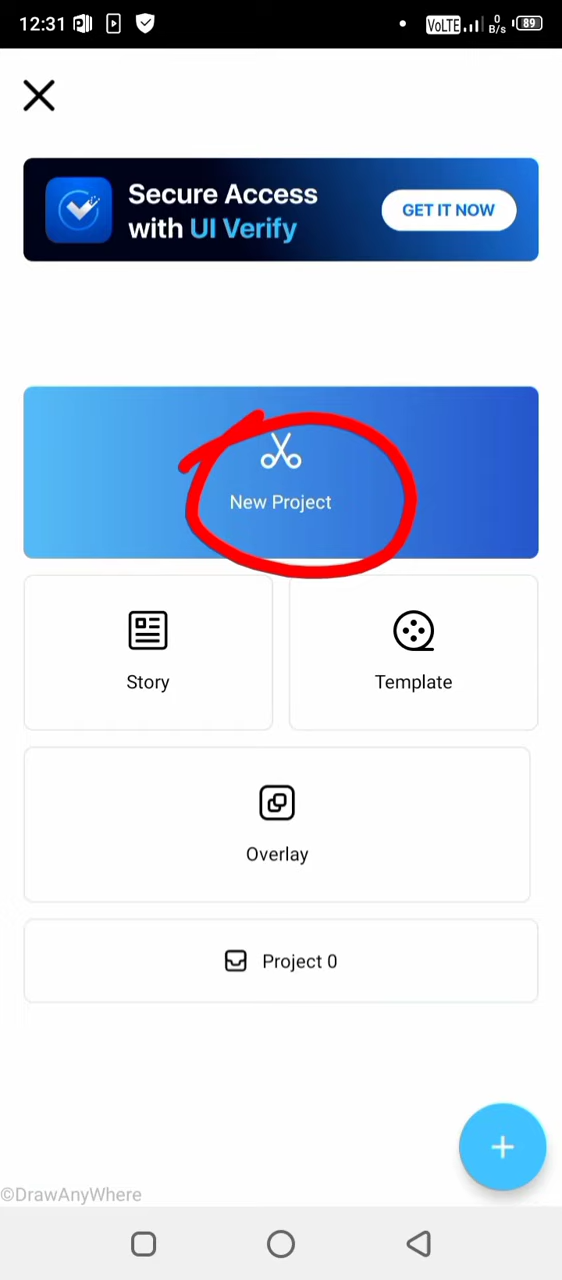 12:31
VoLTE
0
B/s
89
Secure Access
with UI Verify
GET IT NOW
New Project
Story
Template
Overlay
Project 0
©DrawAnyWhere